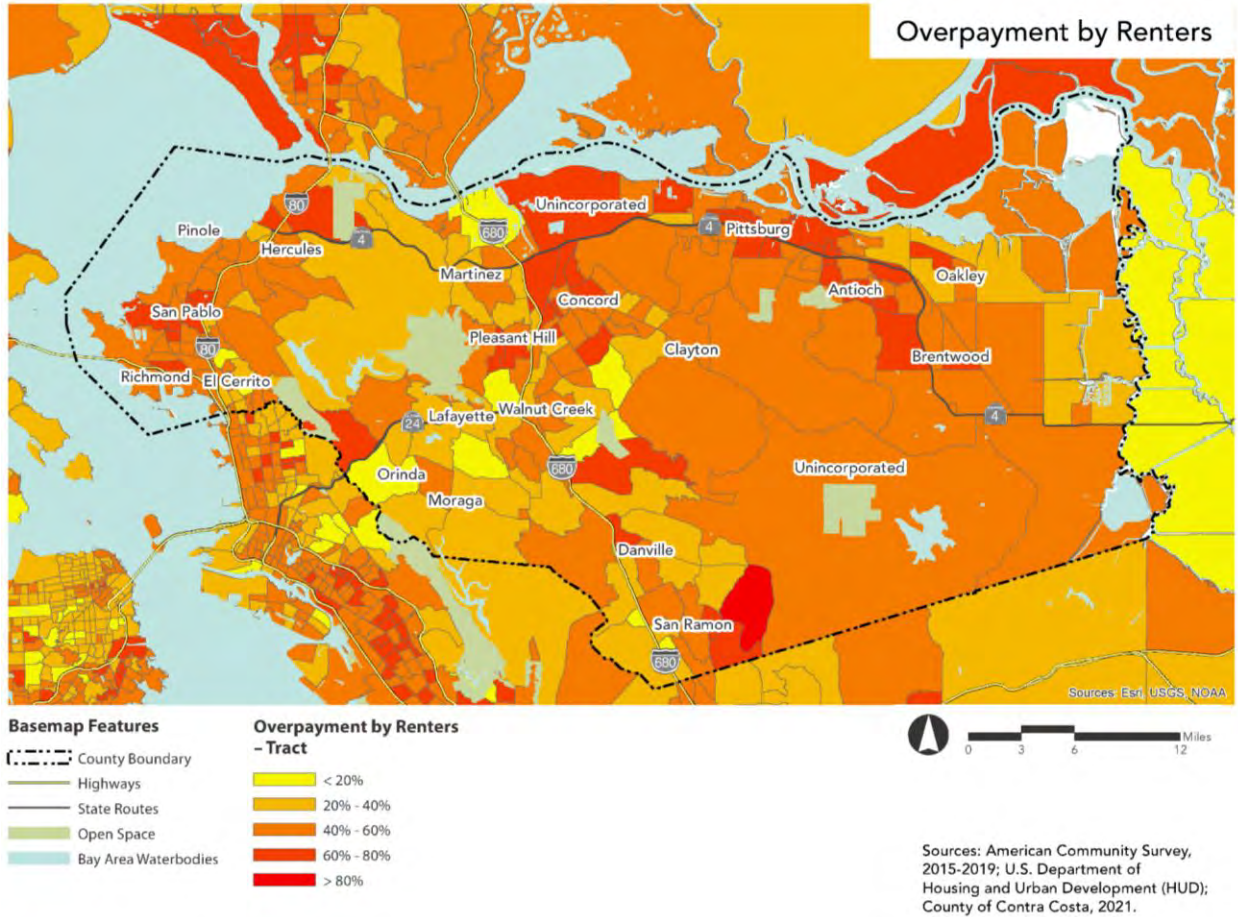 Overpayment by Renters
80
Unincorporated
Pinole
4
680
4
Pittsburg
Hercules
Martinez
Oakley
Antioch
Concord
San Pablo
Pleasant Hill
80
Clayton
Brentwood
Richmond
El Cerrito
24
Lafayette
Walnut Creek
4
680
Unincorporated
Orinda
Moraga
Danville
San Ramon
680
Sources: Esri, USGS, NOAA
Basemap Features
County Boundary
Highways
State Routes
Open Space
Bay Area Waterbodies
Overpayment by Renters
– Tract
< 20%
20% - 40%
40% - 60%
60% - 80%
> 80%
Miles
0 3 6 12
Sources: American Community Survey,
2015-2019; U.S. Department of
Housing and Urban Development (HUD);
County of Contra Costa, 2021.